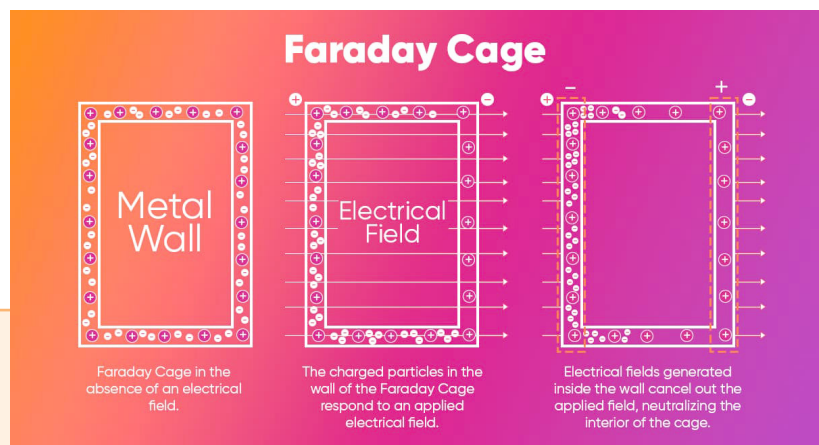 Faraday Cage
Metal
Wall
Electrical
Field
Faraday Cage in the
absence of an electrical
field.
The charged particles in the
wall of the Faraday Cage
respond to an applied
electrical field.
Electrical fields generated
inside the wall cancel out the
applied field, neutralizing the
interior of the cage.